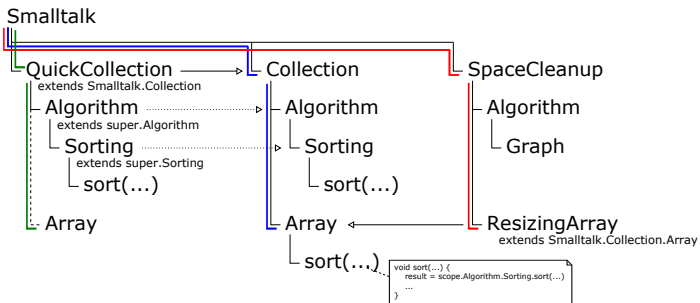 Smalltalk
QuickCollection Collection SpaceCleanup
extends Smalltalk.Collection
Algorithm Algorithm Algorithm
extends super.Algorithm
Sorting Sorting Graph
extends super.Sorting
sort(...) sort(...)
Array Array ResizingArray
extends Smalltalk.Collection.Array
sort(...)
void sort(...) {
result = scope.Algorithm.Sorting.sort(...)
...
}